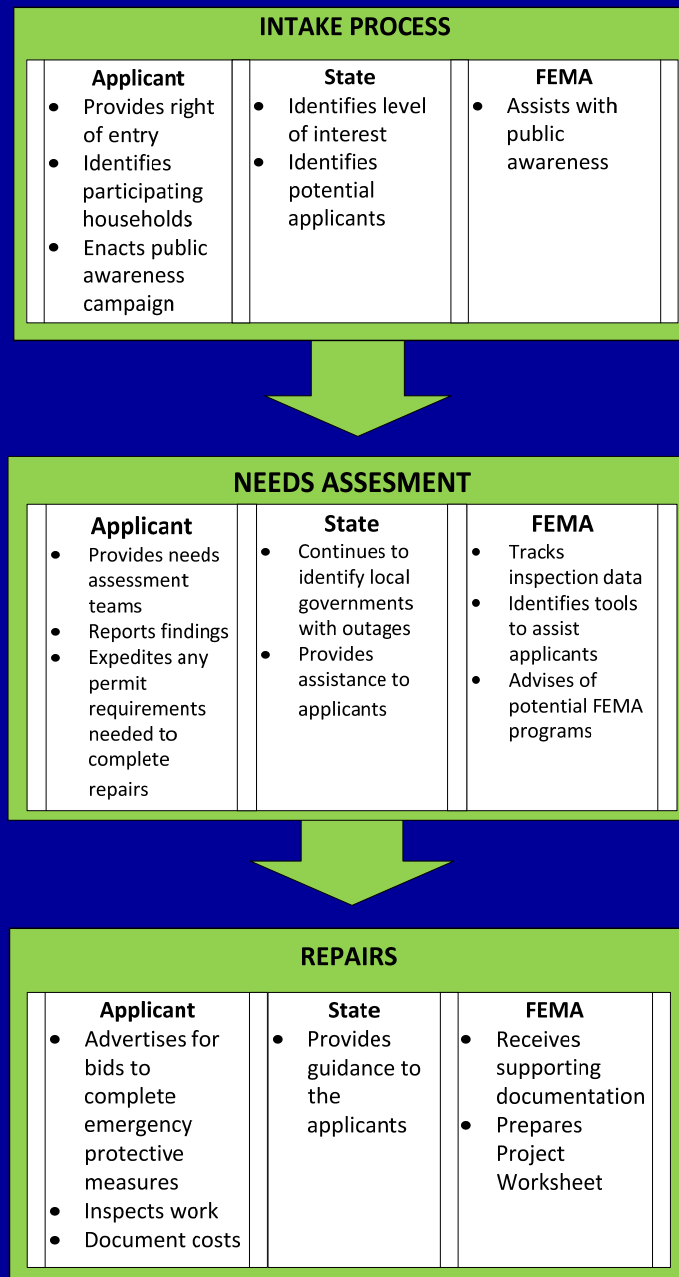 INTAKE PROCESS
Applicant
• Provides right
of entry
• Identifies
participating
households
• Enacts public
awareness
campaign
State
• Identifies level
of interest
• Identifies
potential
applicants
FEMA
• Assists with
public
awareness
NEEDS ASSESMENT
Applicant
• Provides needs
assessment
teams
• Reports findings
• Expedites any
permit
requirements
needed to
complete
repairs
State
• Continues to
identify local
governments
with outages
• Provides
assistance to
applicants
FEMA
• Tracks
inspection data
• Identifies tools
to assist
applicants
• Advises of
potential FEMA
programs
REPAIRS
Applicant
• Advertises for
bids to
complete
emergency
protective
measures
• Inspects work
• Document costs
State
• Provides
guidance to
the
applicants
FEMA
• Receives
supporting
documentation
• Prepares
Project
Worksheet